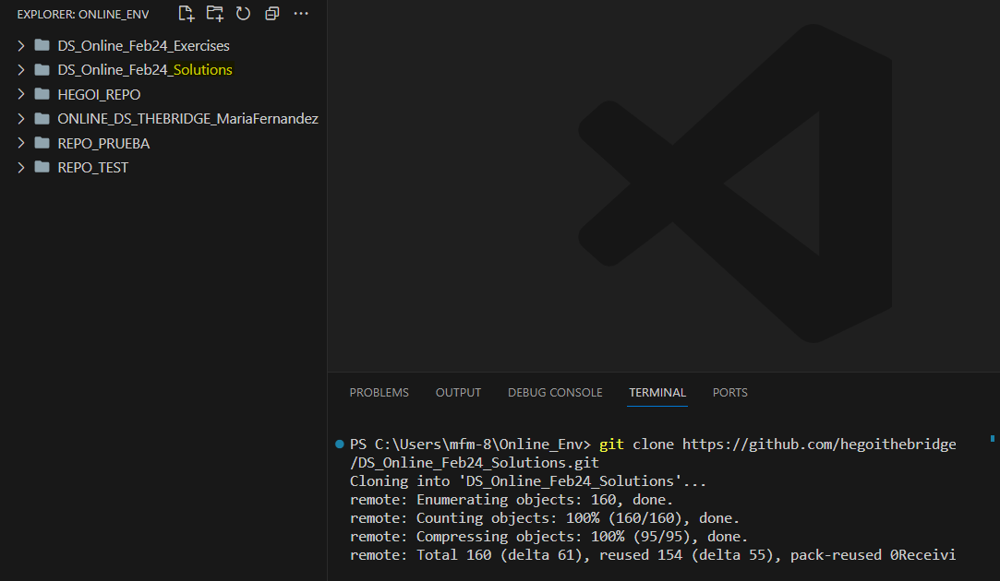 EXPLORER: ONLINE_ENV
DS_Online_Feb24_Exercises
DS_Online_Feb24_Solutions
HEGOI_REPO
ONLINE_DS_THEBRIDGE_MariaFernandez
REPO_PRUEBA
REPO_TEST
PROBLEMS OUTPUT DEBUG CONSOLE TERMINAL PORTS
PS C:\Users\mfm-8\Online_Env> git clone https://github.com/hegoithebridge
/DS_Online_Feb24_Solutions.git
Cloning into 'DS_Online_Feb24_Solutions'...
remote: Enumerating objects: 160, done.
remote: Counting objects: 100% (160/160), done.
remote: Compressing objects: 100% (95/95), done.
remote: Total 160 (delta 61), reused 154 (delta 55), pack-reused 0Receivi